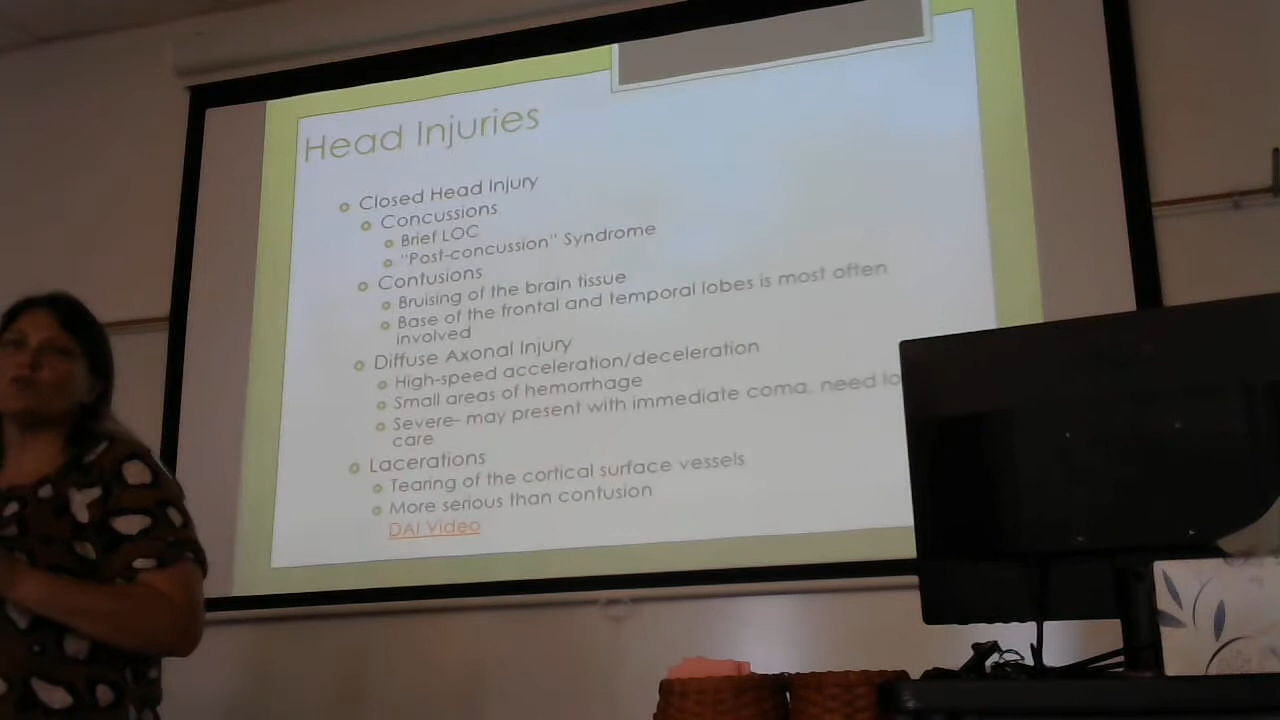 Head Injuries
Closed Head Injury
Concussions
Brief LOC
"Post-concussion" Syndrome
Contusions
Bruising of the brain tissue
Base of the frontal and temporal lobes is most often
involved
Diffuse Axonal Injury
High-speed acceleration/deceleration
Small areas of hemorrhage
Severe- may present with immediate coma, need
care
Lacerations
Tearing of the cortical surface vessels
More serious than contusion
DAI Video